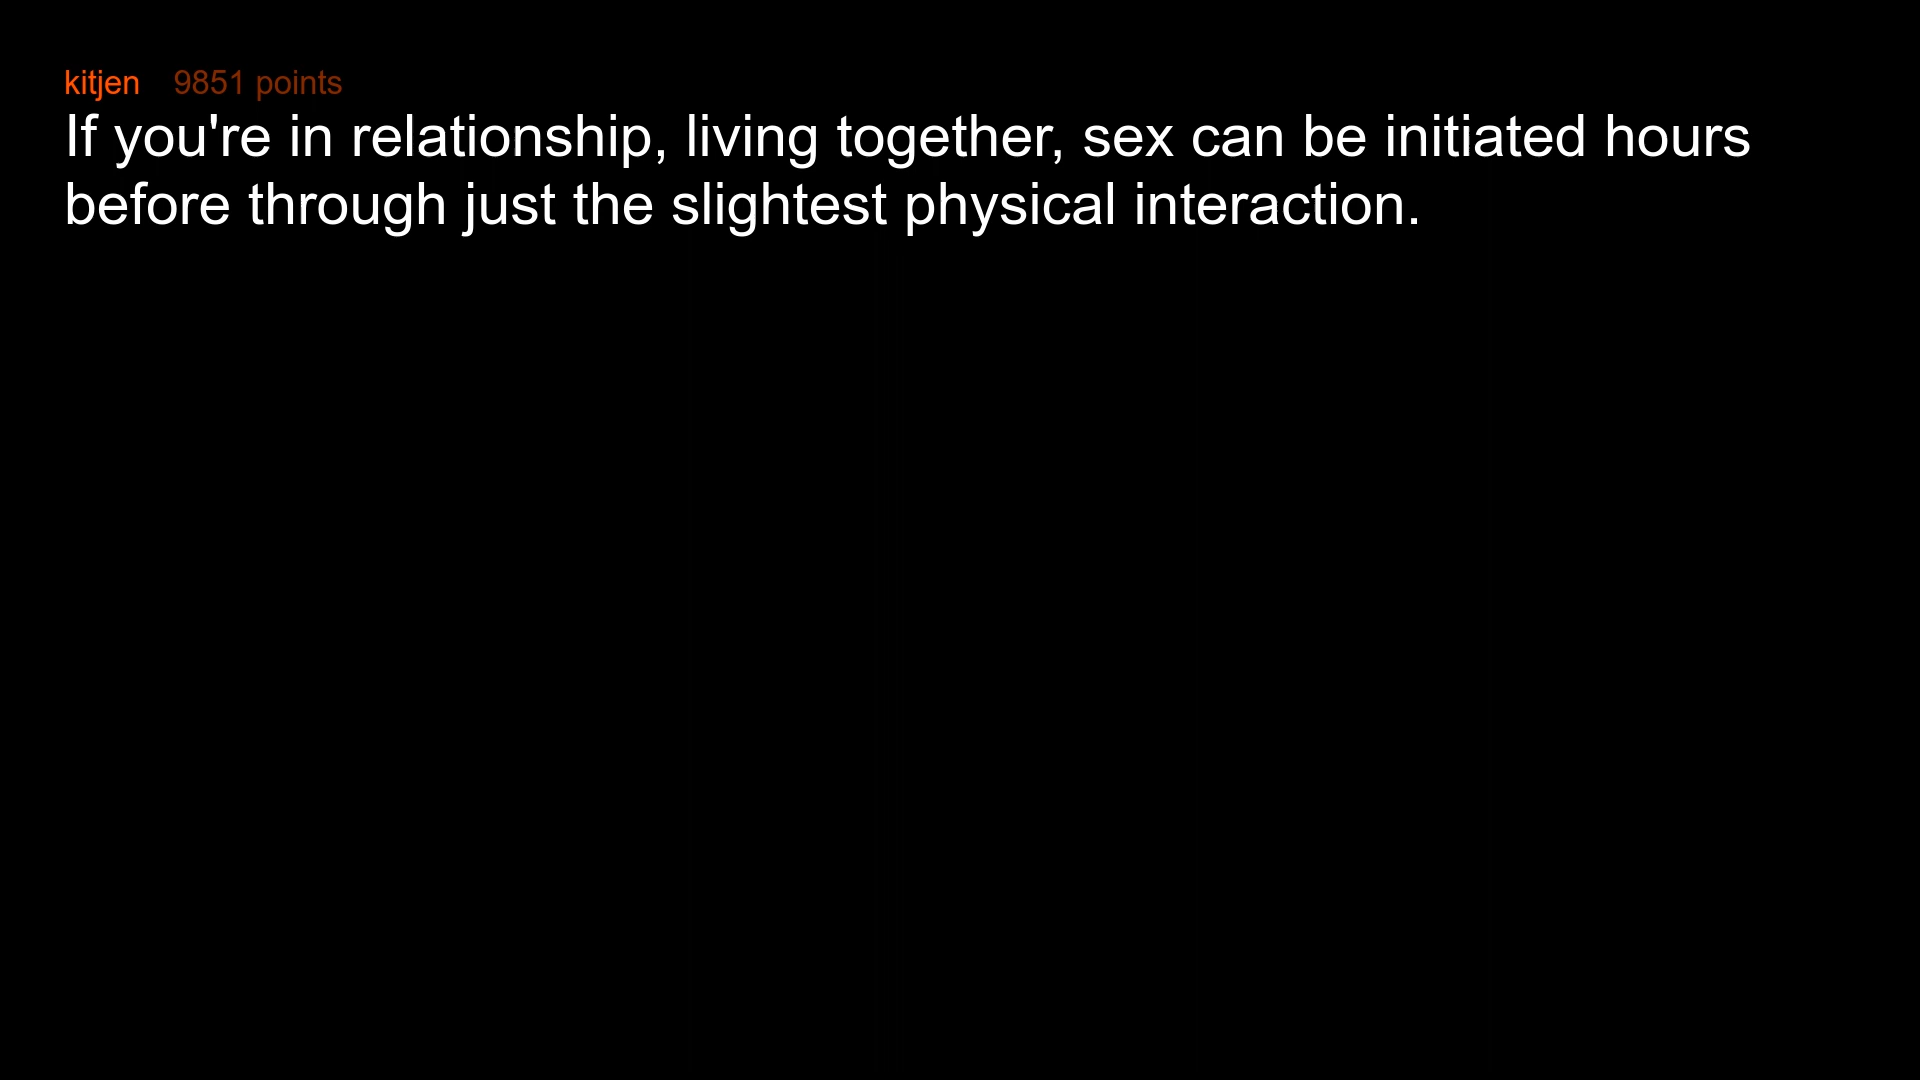 kitjen 9851 points
If you're in relationship, living together, sex can be initiated hours
before through just the slightest physical interaction.